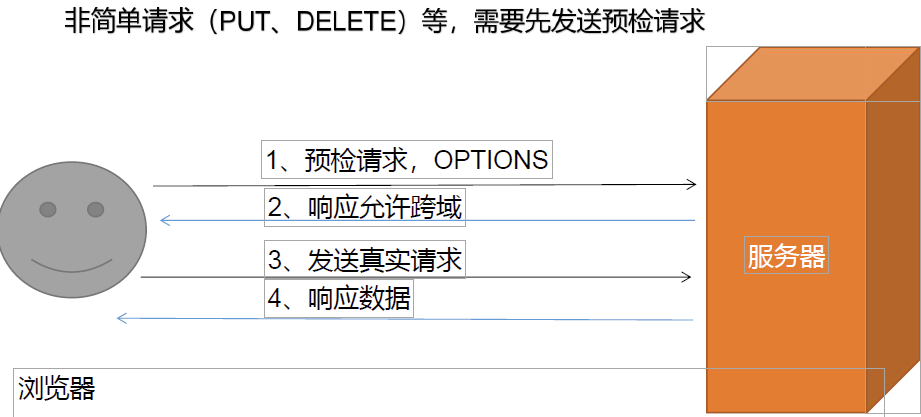 非简单请求（PUT、DELETE）等，需要先发送预检请求
1、预检请求，OPTIONS
2、响应允许跨域
3、发送真实请求
4、响应数据
服务器
浏览器